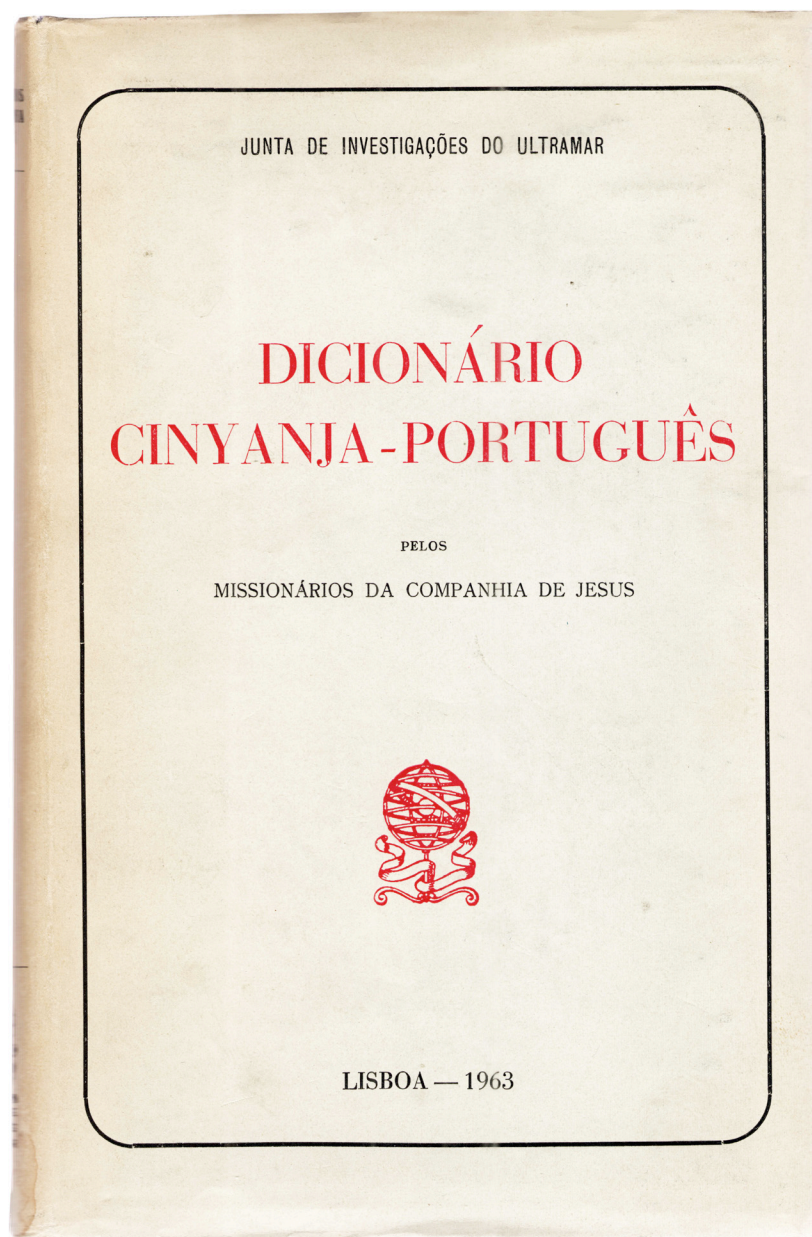 JUNTA DE INVESTIGAÇÕES DO ULTRAMAR
DICIONÁRIO
CINYANJA-PORTUGUÊS
PELOS
MISSIONÁRIOS DA COMPANHIA DE JESUS
LISBOA — 1963